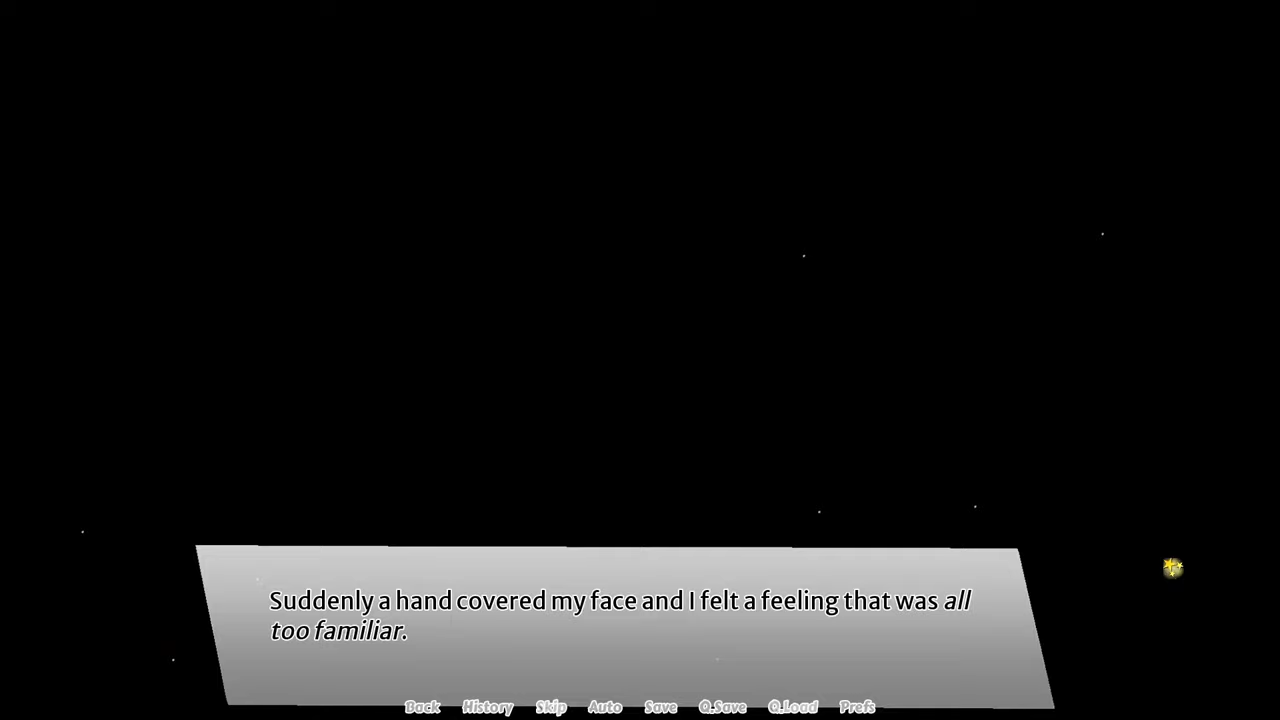 Suddenly a hand covered my face and I felt a feeling that was all
too familiar.
Back History Skip Auto Save Q.Save Q.Load Prefs